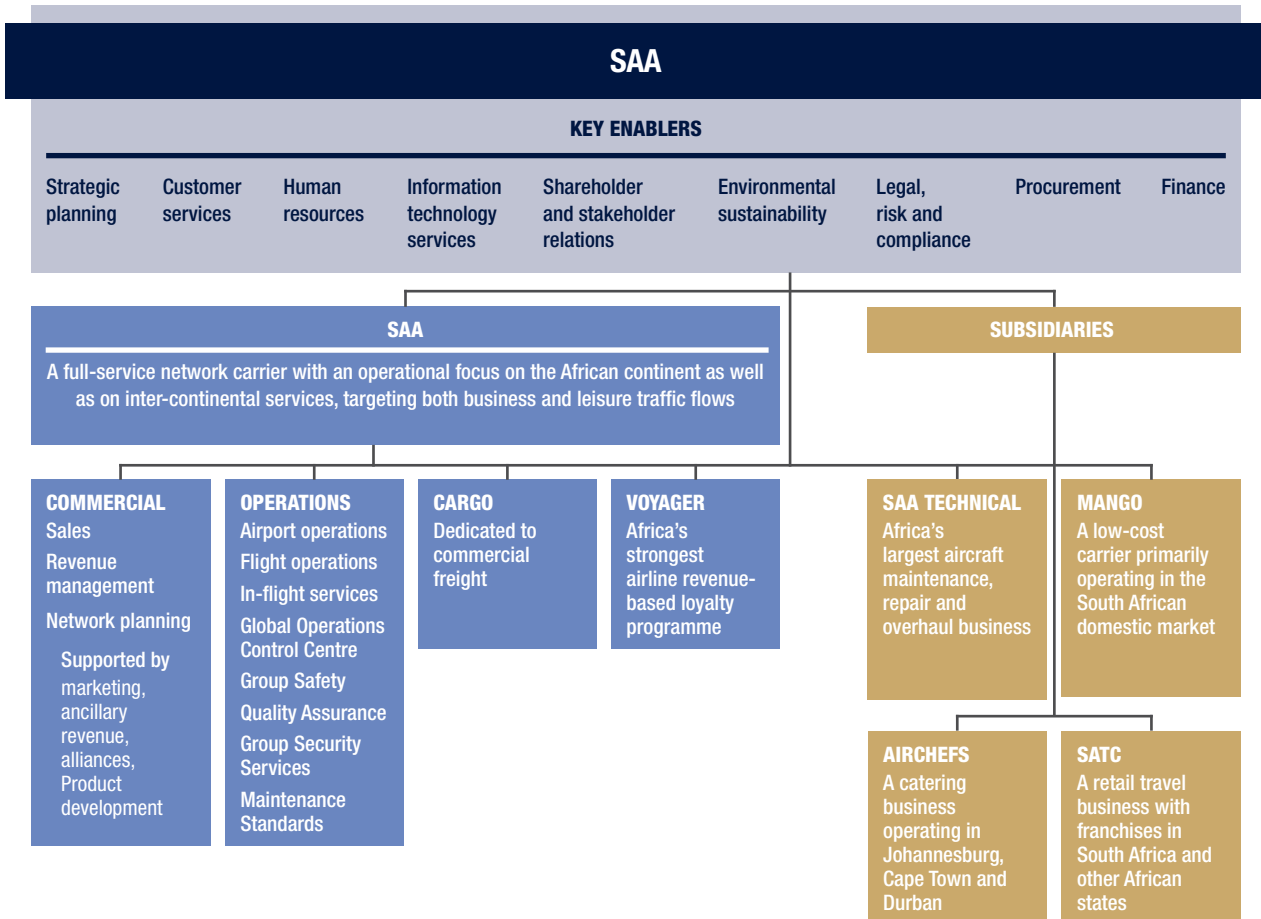 SAA
KEY ENABLERS
Strategic
planning
Customer
services
Human
resources
Information
technology
services
Shareholder
and stakeholder
relations
Environmental
sustainability
Legal,
risk and
compliance
Procurement
Finance
SAA
A full-service network carrier with an operational focus on the African continent as well
as on inter-continental services, targeting both business and leisure traffic flows
SUBSIDIARIES
COMMERCIAL
Sales
Revenue
management
Network planning
Supported by
marketing,
ancillary
revenue,
alliances,
Product
development
OPERATIONS
Airport operations
Flight operations
In-flight services
Global Operations
Control Centre
Group Safety
Quality Assurance
Group Security
Services
Maintenance
Standards
CARGO
Dedicated to
commercial
freight
VOYAGER
Africa's
strongest
airline revenue-
based loyalty
programme
SAA TECHNICAL
Africa's
largest aircraft
maintenance,
repair and
overhaul business
MANGO
A low-cost
carrier primarily
operating in the
South African
domestic market
AIRCHEFS
A catering
business
operating in
Johannesburg,
Cape Town and
Durban
SATC
A retail travel
business with
franchises in
South Africa and
other African
states